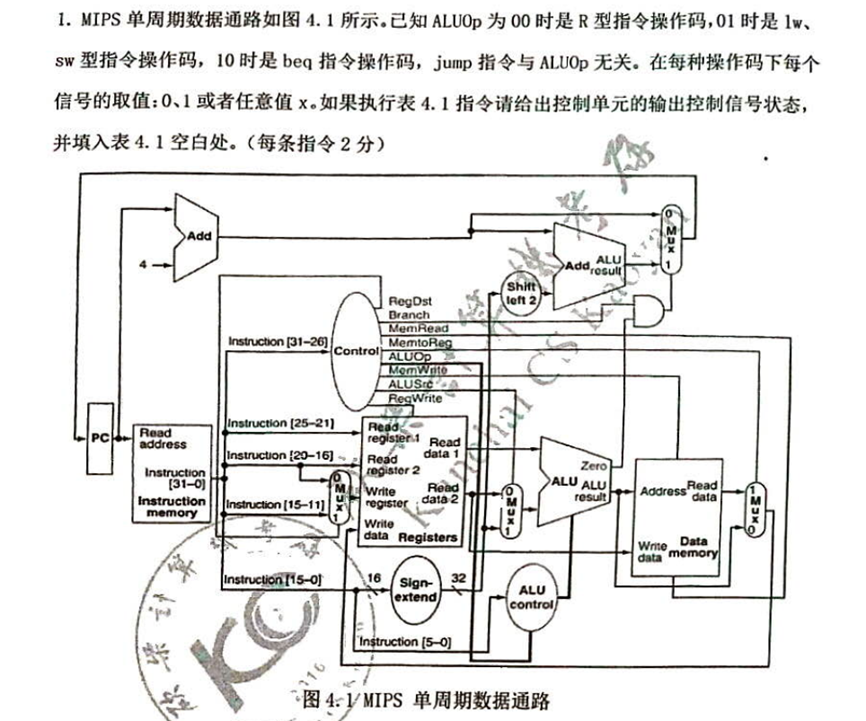 1. MIPS 单周期数据通路如图 4.1 所示。已知 ALUOp 为 00 时是 R 型指令操作码,01 时是 lw、
sw 型指令操作码，10 时是 beq 指令操作码，jump 指令与 ALUOp 无关。在每种操作码下每个
信号的取值:0、1 或者任意值 x。如果执行表 4.1 指令请给出控制单元的输出控制信号状态,
并填入表 4.1 空白处。(每条指令 2 分)
0
Mux
1
Add
4
Add ALU result
Shift left 2
RegDst
Branch
MemRead
MemtoReg
ALUOp
MemWrite
ALUSrc
RegWrite
Instruction [31–26]
Control
PC
Read address
Instruction [31–0]
Instruction memory
Instruction [25–21]
Instruction [20–16]
Instruction [15–11]
0
Mux
1
Read register 1
Read register 2
Write register
Write data
Read data 1
Read data 2
Registers
0
Mux
1
Zero
ALU ALU result
Address
Read data
Write data
Data memory
1
Mux
0
Instruction [15–0]
16
Sign-extend
32
ALU control
Instruction [5–0]
图 4.1 MIPS 单周期数据通路
Kaoyan
CS
KC